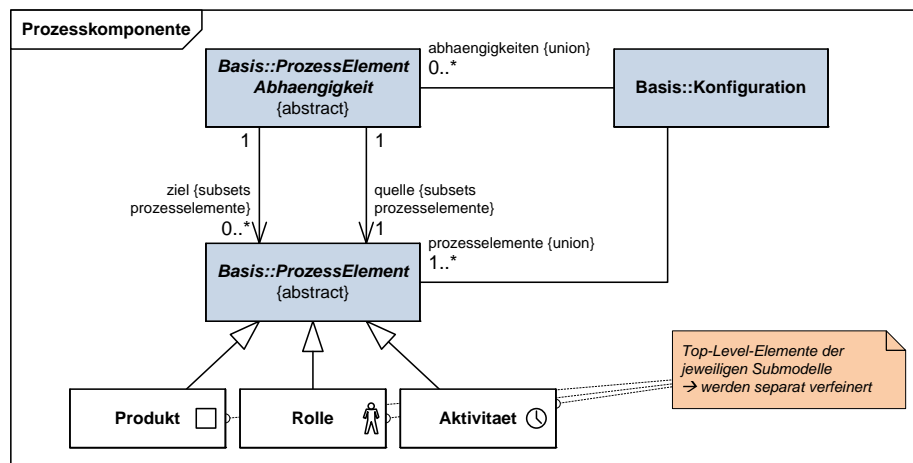 Prozesskomponente
Basis::ProzessElement
Abhaengigkeit
{abstract}
abhaengigkeiten {union}
0..*
Basis::Konfiguration
1
1
ziel {subsets
prozesselemente}
0..*
quelle {subsets
prozesselemente}
1
prozesselemente {union}
1..*
Basis::ProzessElement
{abstract}
Top-Level-Elemente der
jeweiligen Submodelle
→ werden separat verfeinert
Produkt
Rolle
Aktivitaet